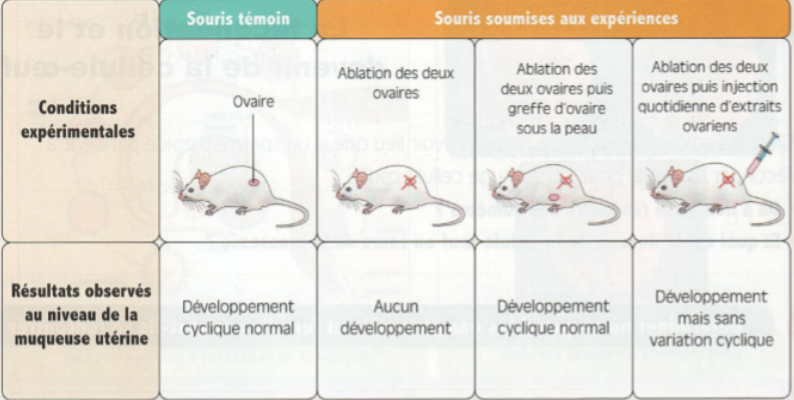 Souris témoin
Souris soumises aux expériences
Conditions
expérimentales
Ovaire
Ablation des deux
ovaires
Ablation des
deux ovaires puis
greffe d'ovaire
sous la peau
Ablation des deux
ovaires puis injection
quotidienne d'extraits
ovariens
Résultats observés
au niveau de la
muqueuse utérine
Développement
cyclique normal
Aucun
développement
Développement
cyclique normal
Développement
mais sans
variation cyclique